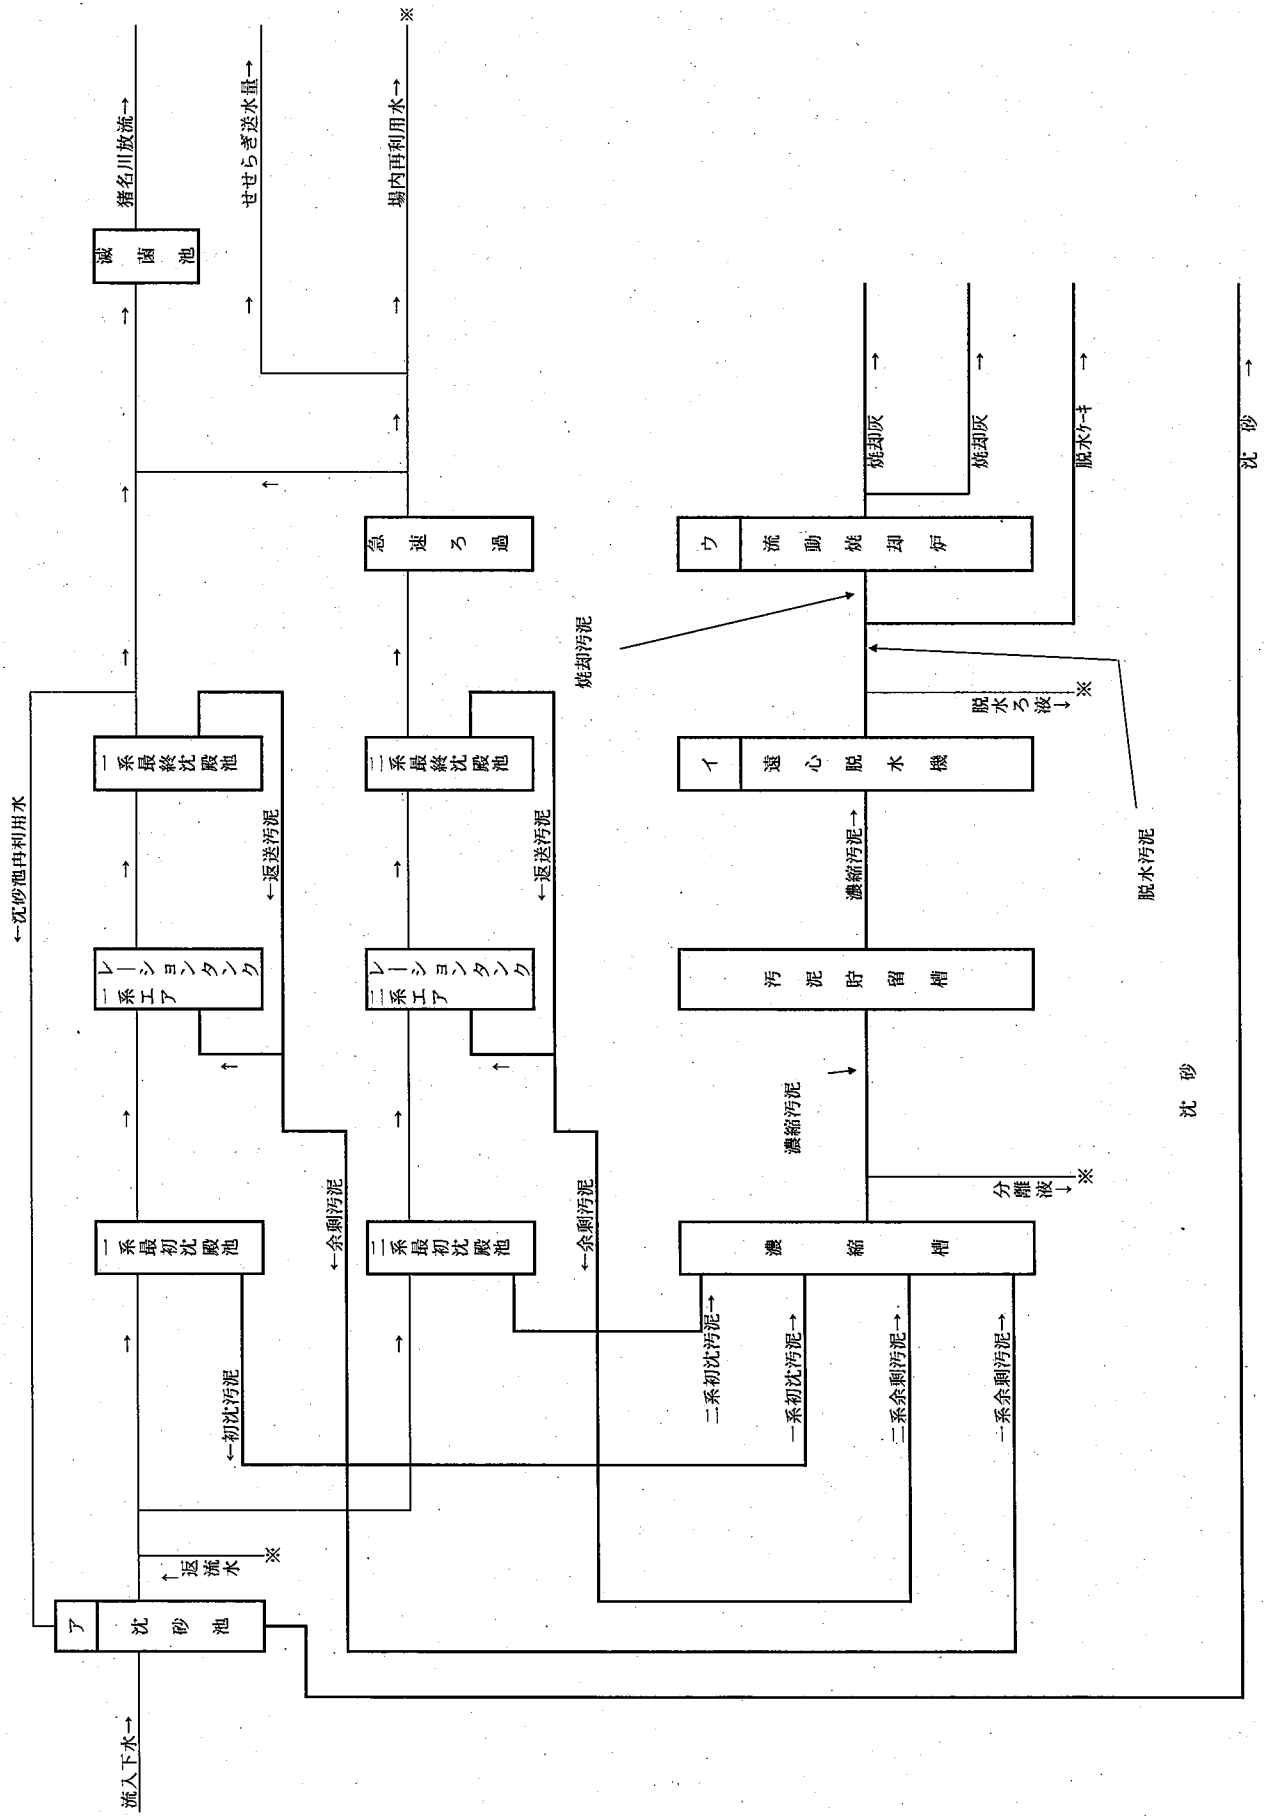 流入下水→
ア
沈砂池
←沈砂池再利用水
↑返流水
※
→
一系最初沈殿池
→
一系エア
レーションタンク
→
一系最終沈殿池
→
→
→
滅菌池
猪名川放流→
←初沈汚泥
←余剰汚泥
↑
←返送汚泥
→
せせらぎ送水量→
→
二系最初沈殿池
→
二系エア
レーションタンク
→
二系最終沈殿池
→
急速ろ過
↑
→
→
場内再利用水→
※
←余剰汚泥
↑
←返送汚泥
二系初沈汚泥→
一系初沈汚泥→
二系余剰汚泥→
一系余剰汚泥→
濃縮槽
分離液→
※
濃縮汚泥
汚泥貯留槽
濃縮汚泥→
イ
遠心脱水機
脱水ろ液→
※
焼却汚泥
脱水汚泥
ウ
流動焼却炉
焼却灰 →
焼却灰 →
脱水ケーキ →
沈砂
沈砂 →